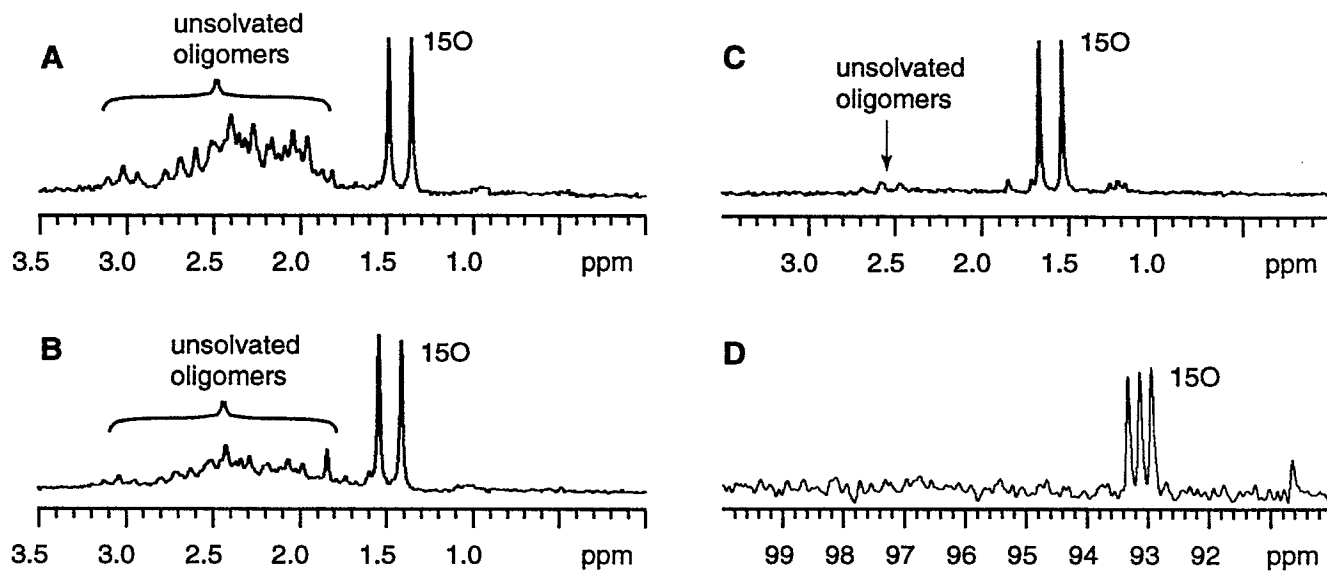 A
unsolvated
oligomers
15O
3.5 3.0 2.5 2.0 1.5 1.0 ppm
B
unsolvated
oligomers
15O
3.5 3.0 2.5 2.0 1.5 1.0 ppm
C
unsolvated
oligomers
15O
3.0 2.5 2.0 1.5 1.0 ppm
D
15O
99 98 97 96 95 94 93 92 ppm